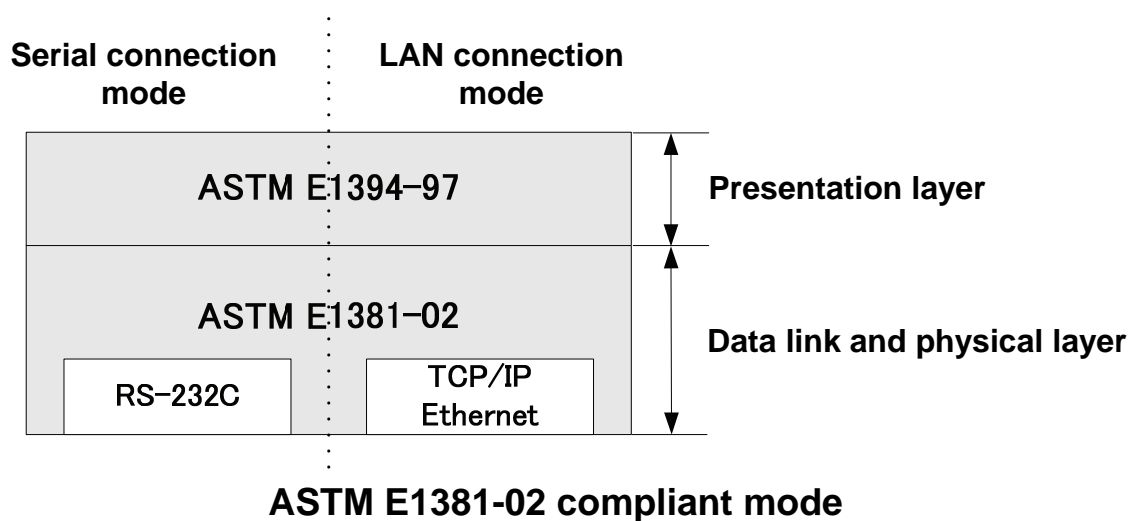 Serial connection
mode
LAN connection
mode
ASTM E1394-97
Presentation layer
ASTM E1381-02
Data link and physical layer
RS-232C
TCP/IP
Ethernet
ASTM E1381-02 compliant mode